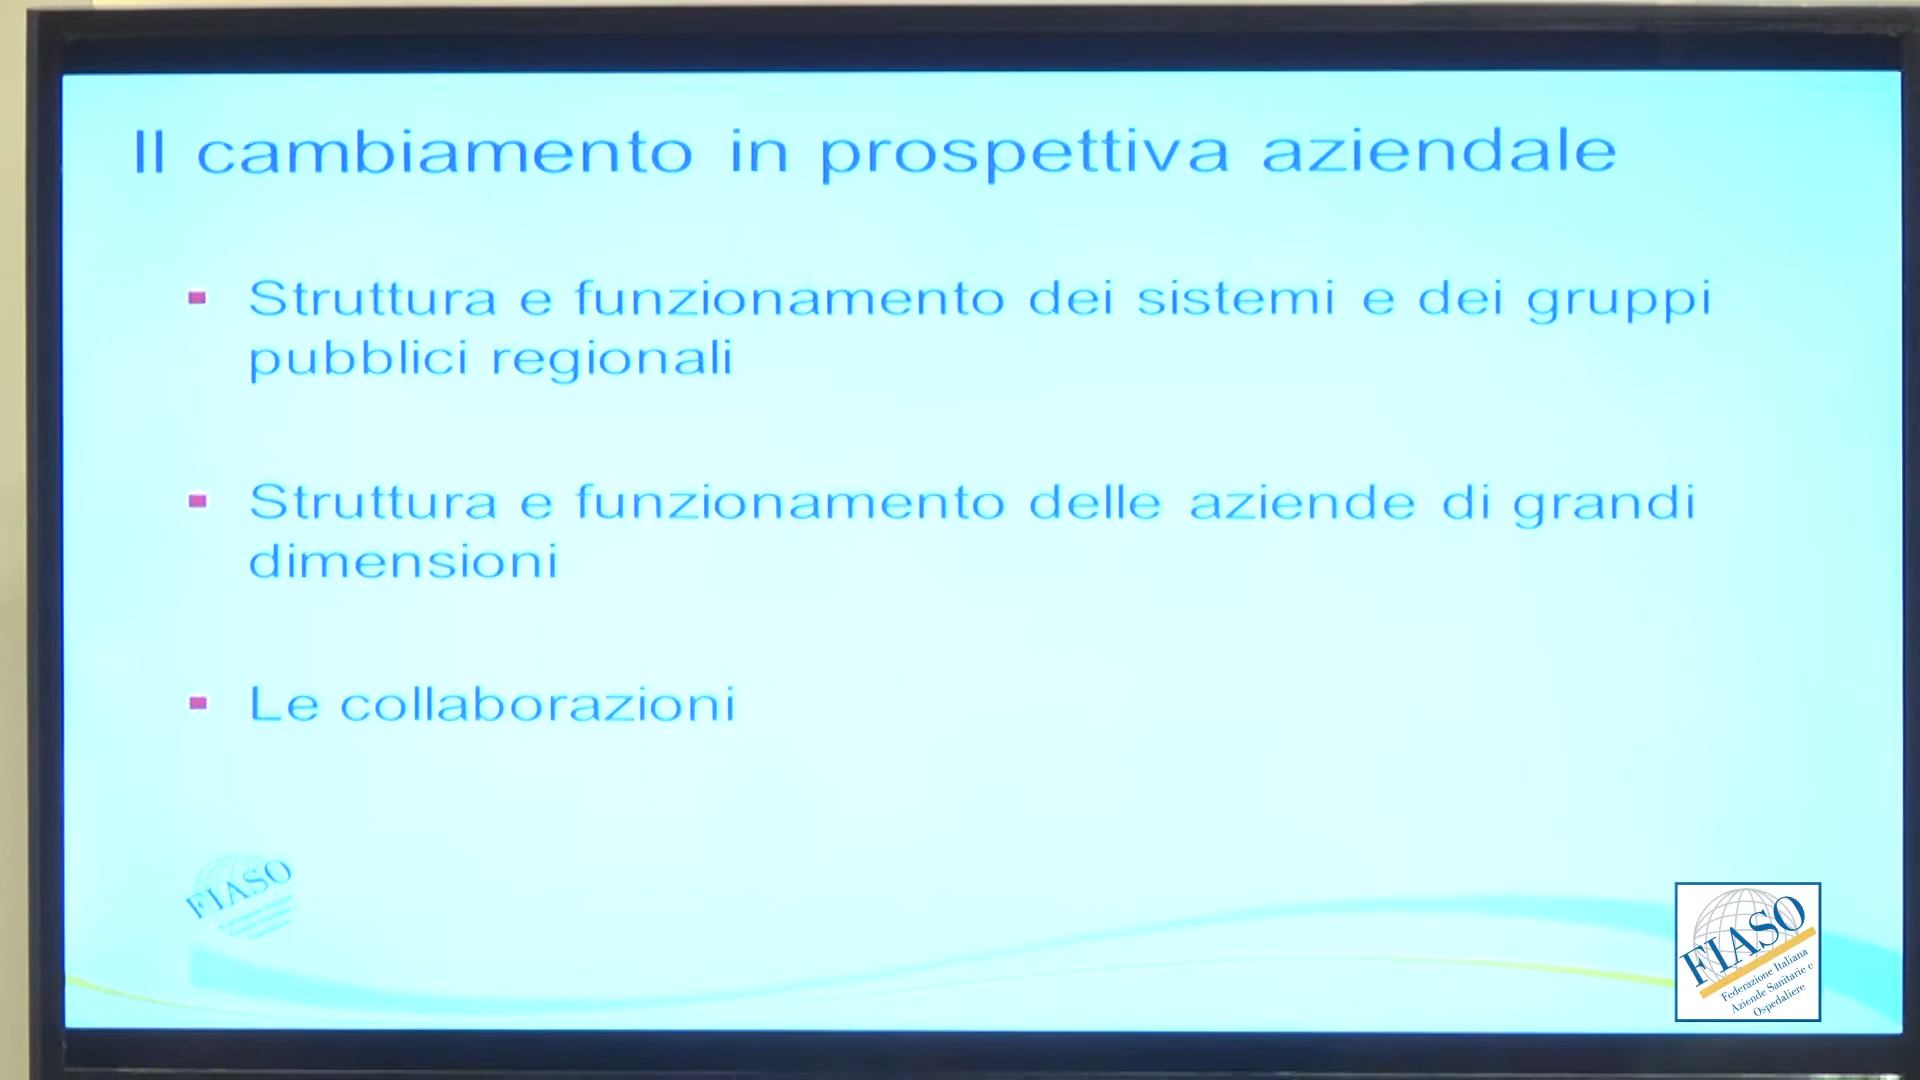 Il cambiamento in prospettiva aziendale
Struttura e funzionamento dei sistemi e dei gruppi
pubblici regionali
Struttura e funzionamento delle aziende di grandi
dimensioni
Le collaborazioni
FIASO
FIASO
Federazione Italiana
Aziende Sanitarie e
Ospedaliere